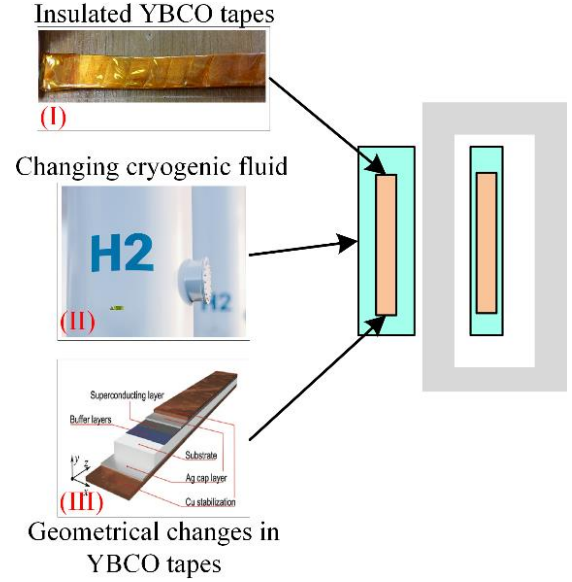 Insulated YBCO tapes
(I)
Changing cryogenic fluid
H2
H2
(II)
Superconducting layer
Buffer layers
Substrate
Ag cap layer
Cu stabilization
y
z
x
(III)
Geometrical changes in
YBCO tapes